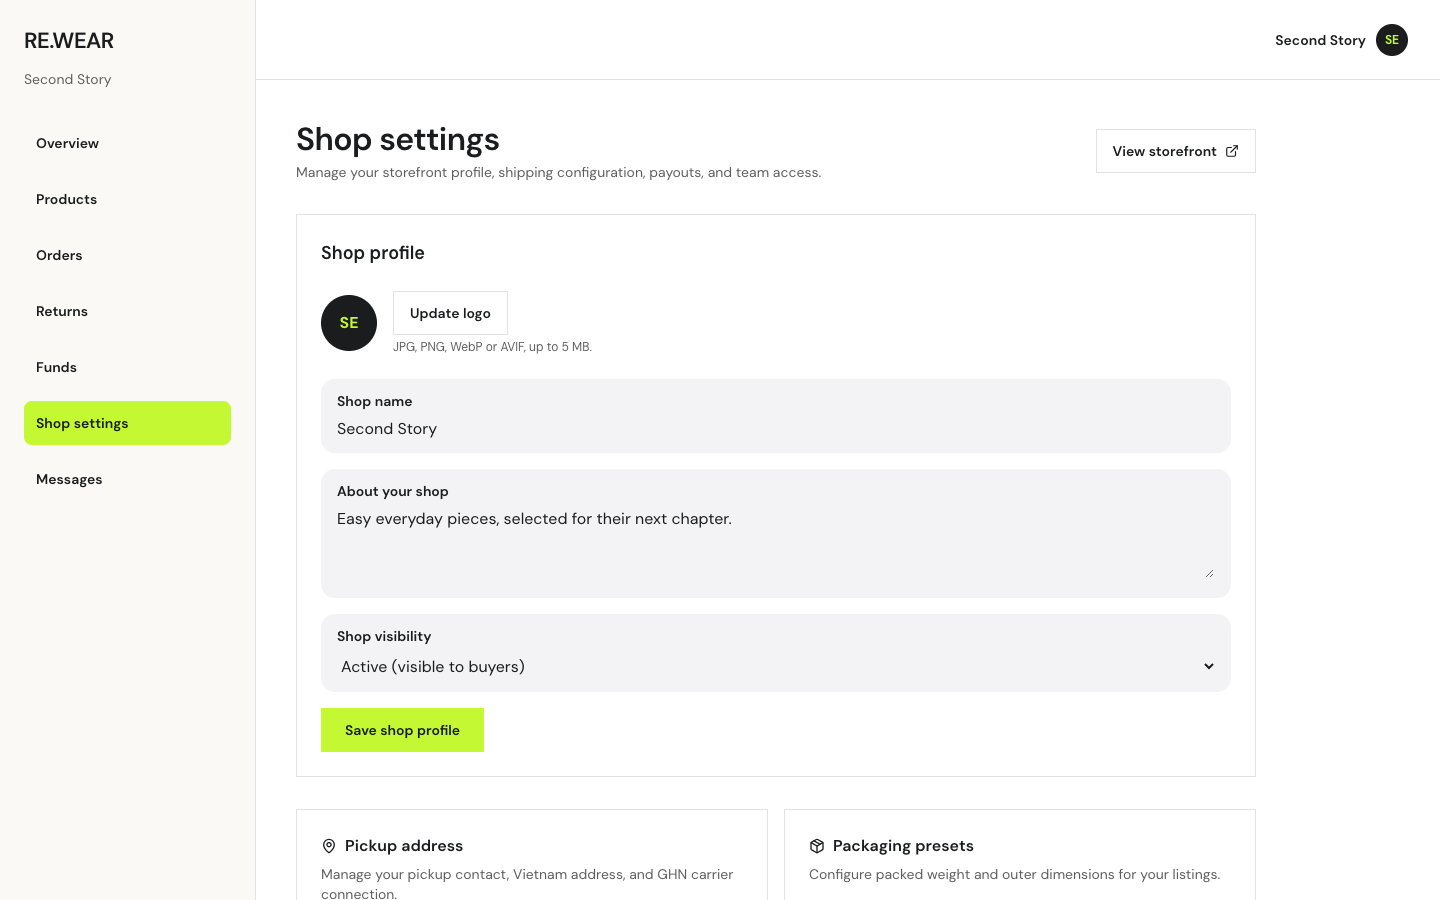 RE.WEAR
Second Story
Overview
Products
Orders
Returns
Funds
Shop settings
Messages
Second Story
SE
Shop settings
Manage your storefront profile, shipping configuration, payouts, and team access.
View storefront
Shop profile
SE
Update logo
JPG, PNG, WebP or AVIF, up to 5 MB.
Shop name
Second Story
About your shop
Easy everyday pieces, selected for their next chapter.
Shop visibility
Active (visible to buyers)
Save shop profile
Pickup address
Manage your pickup contact, Vietnam address, and GHN carrier
connection.
Packaging presets
Configure packed weight and outer dimensions for your listings.